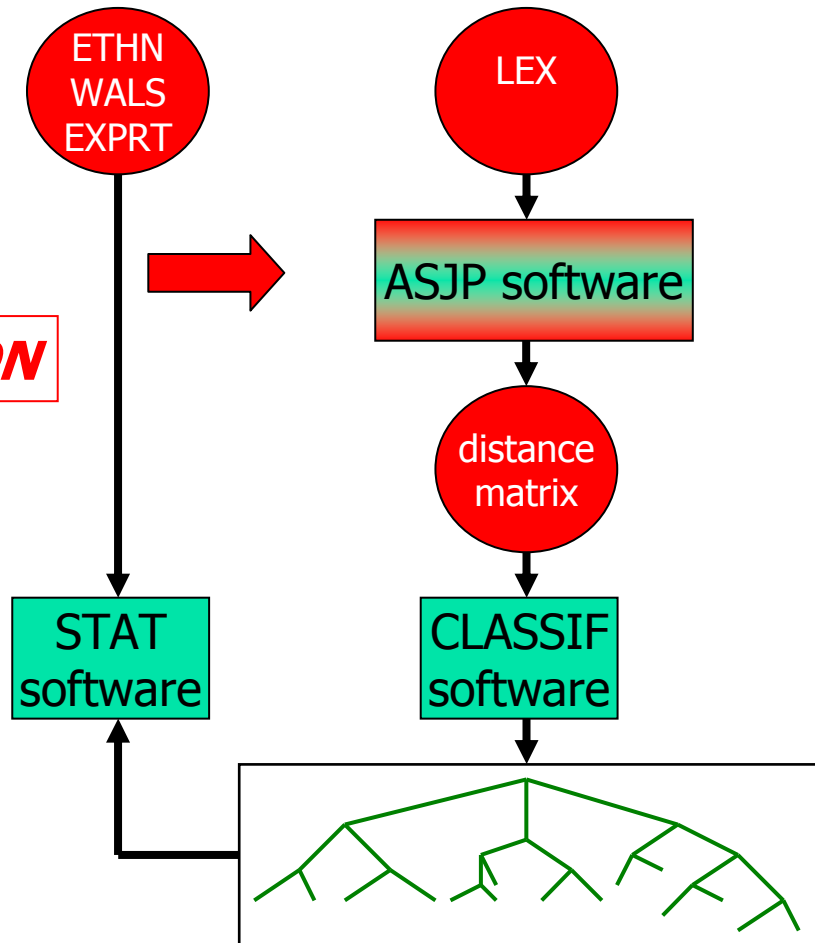 ETHN
WALS
EXPRT
LEX
ASJP software
distance
matrix
STAT
software
CLASSIF
software